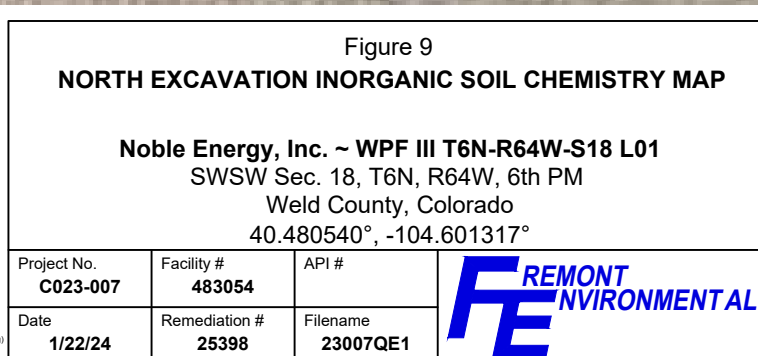 Figure 9
NORTH EXCAVATION INORGANIC SOIL CHEMISTRY MAP
Noble Energy, Inc. ~ WPF III T6N-R64W-S18 L01
SWSW Sec. 18, T6N, R64W, 6th PM
Weld County, Colorado
40.480540°, -104.601317°
Project No.
C023-007
Facility #
483054
API #
Date
1/22/24
Remediation #
25398
Filename
23007QE1
FREMONT
ENVIRONMENTAL